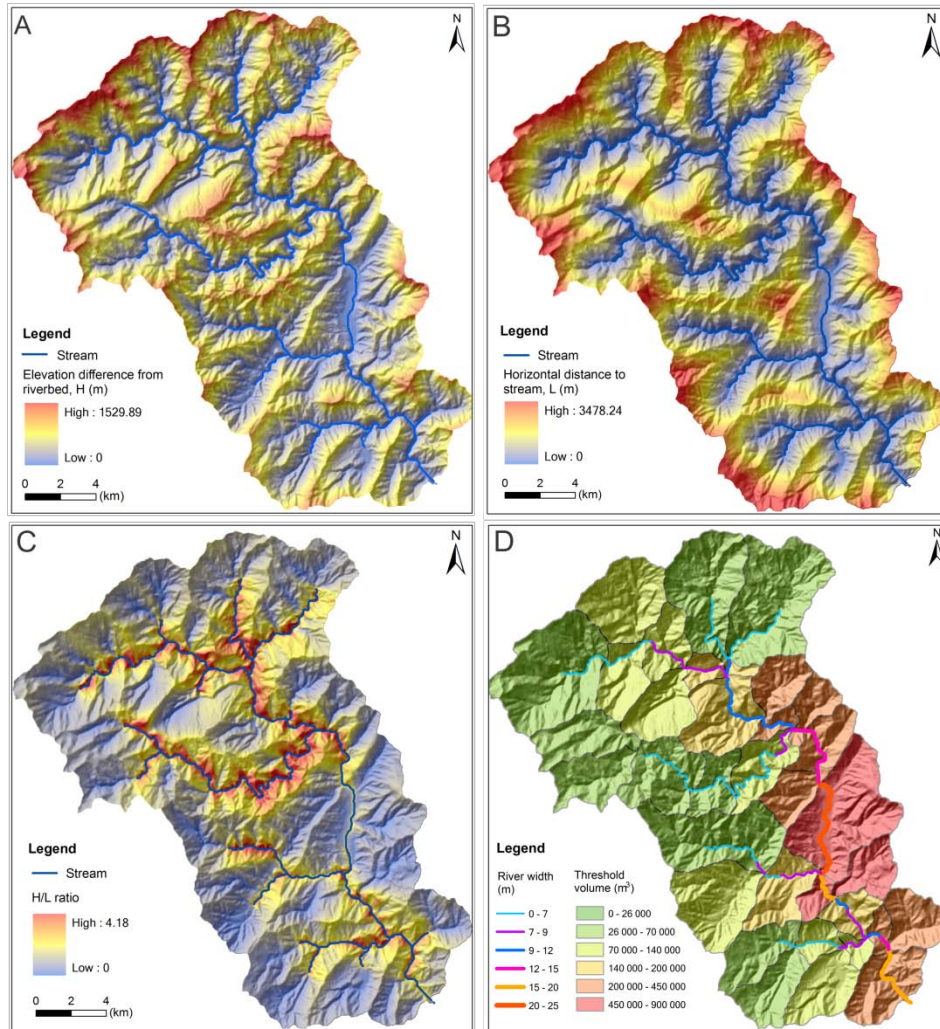 A
N
Legend
Stream
Elevation difference from
riverbed, H (m)
High : 1529.89
Low : 0
0 2 4 (km)
B
N
Legend
Stream
Horizontal distance to
stream, L (m)
High : 3478.24
Low : 0
0 2 4 (km)
C
N
Legend
Stream
H/L ratio
High : 4.18
Low : 0
0 2 4 (km)
D
N
Legend
River width
(m)
0 - 7
7 - 9
9 - 12
12 - 15
15 - 20
20 - 25
Threshold
volume (m³)
0 - 26 000
26 000 - 70 000
70 000 - 140 000
140 000 - 200 000
200 000 - 450 000
450 000 - 900 000